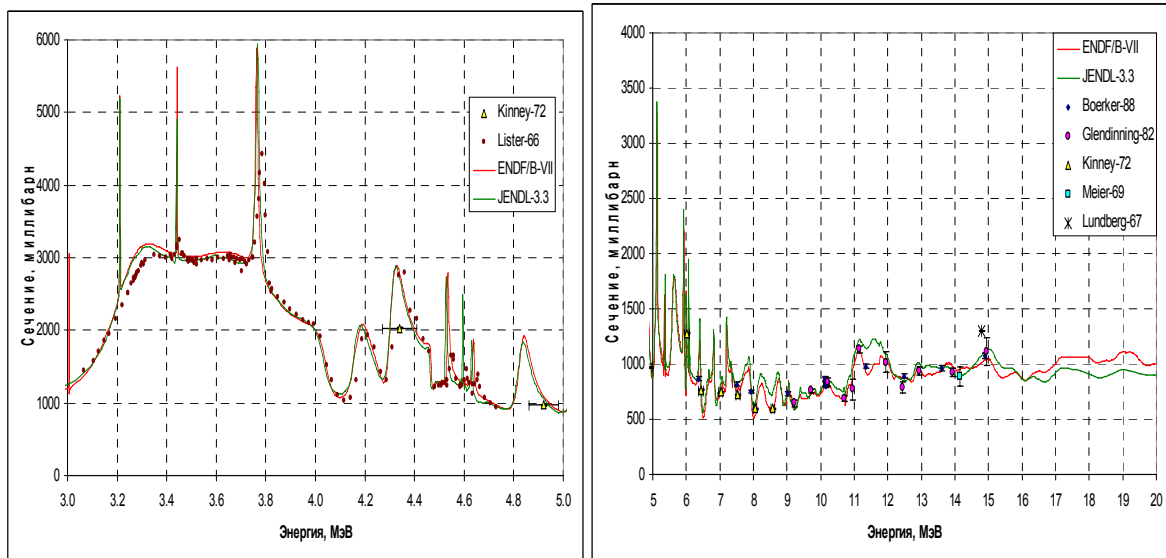 Сечение, миллибарн
6000
5000
4000
3000
2000
1000
0
3.0 3.2 3.4 3.6 3.8 4.0 4.2 4.4 4.6 4.8 5.0
Энергия, МэВ
Kinney-72
Lister-66
ENDF/B-VII
JENDL-3.3
Сечение, миллибарн
4000
3500
3000
2500
2000
1500
1000
500
0
5 6 7 8 9 10 11 12 13 14 15 16 17 18 19 20
Энергия, МэВ
ENDF/B-VII
JENDL-3.3
Boerker-88
Glendinning-82
Kinney-72
Meier-69
Lundberg-67